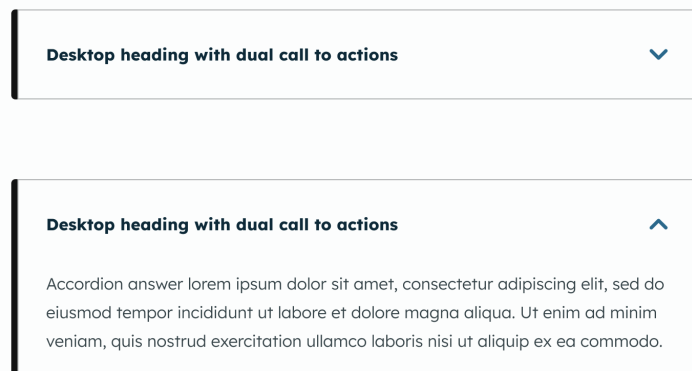 Desktop heading with dual call to actions
Desktop heading with dual call to actions
Accordion answer lorem ipsum dolor sit amet, consectetur adipiscing elit, sed do
eiusmod tempor incididunt ut labore et dolore magna aliqua. Ut enim ad minim
veniam, quis nostrud exercitation ullamco laboris nisi ut aliquip ex ea commodo.